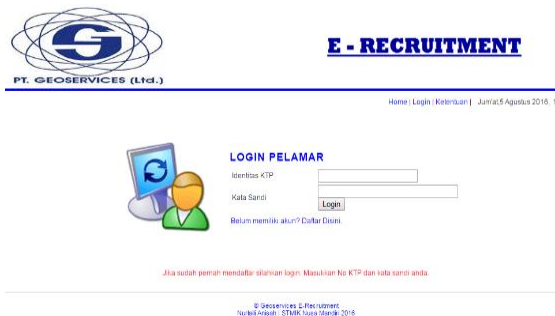 PT. GEOSERVICES (Ltd.)
E - RECRUITMENT
Home | Login | Ketentuan | Jum'at,5 Agustus 2016, 1
LOGIN PELAMAR
Identitas KTP
Kata Sandi
Login
Belum memiliki akun? Daftar Disini.
Jika sudah pernah mendaftar silahkan login. Masukkan No KTP dan kata sandi anda.
© Geoservices E-Recruitment
Anisah | STMIK Nusa Mandiri 2016